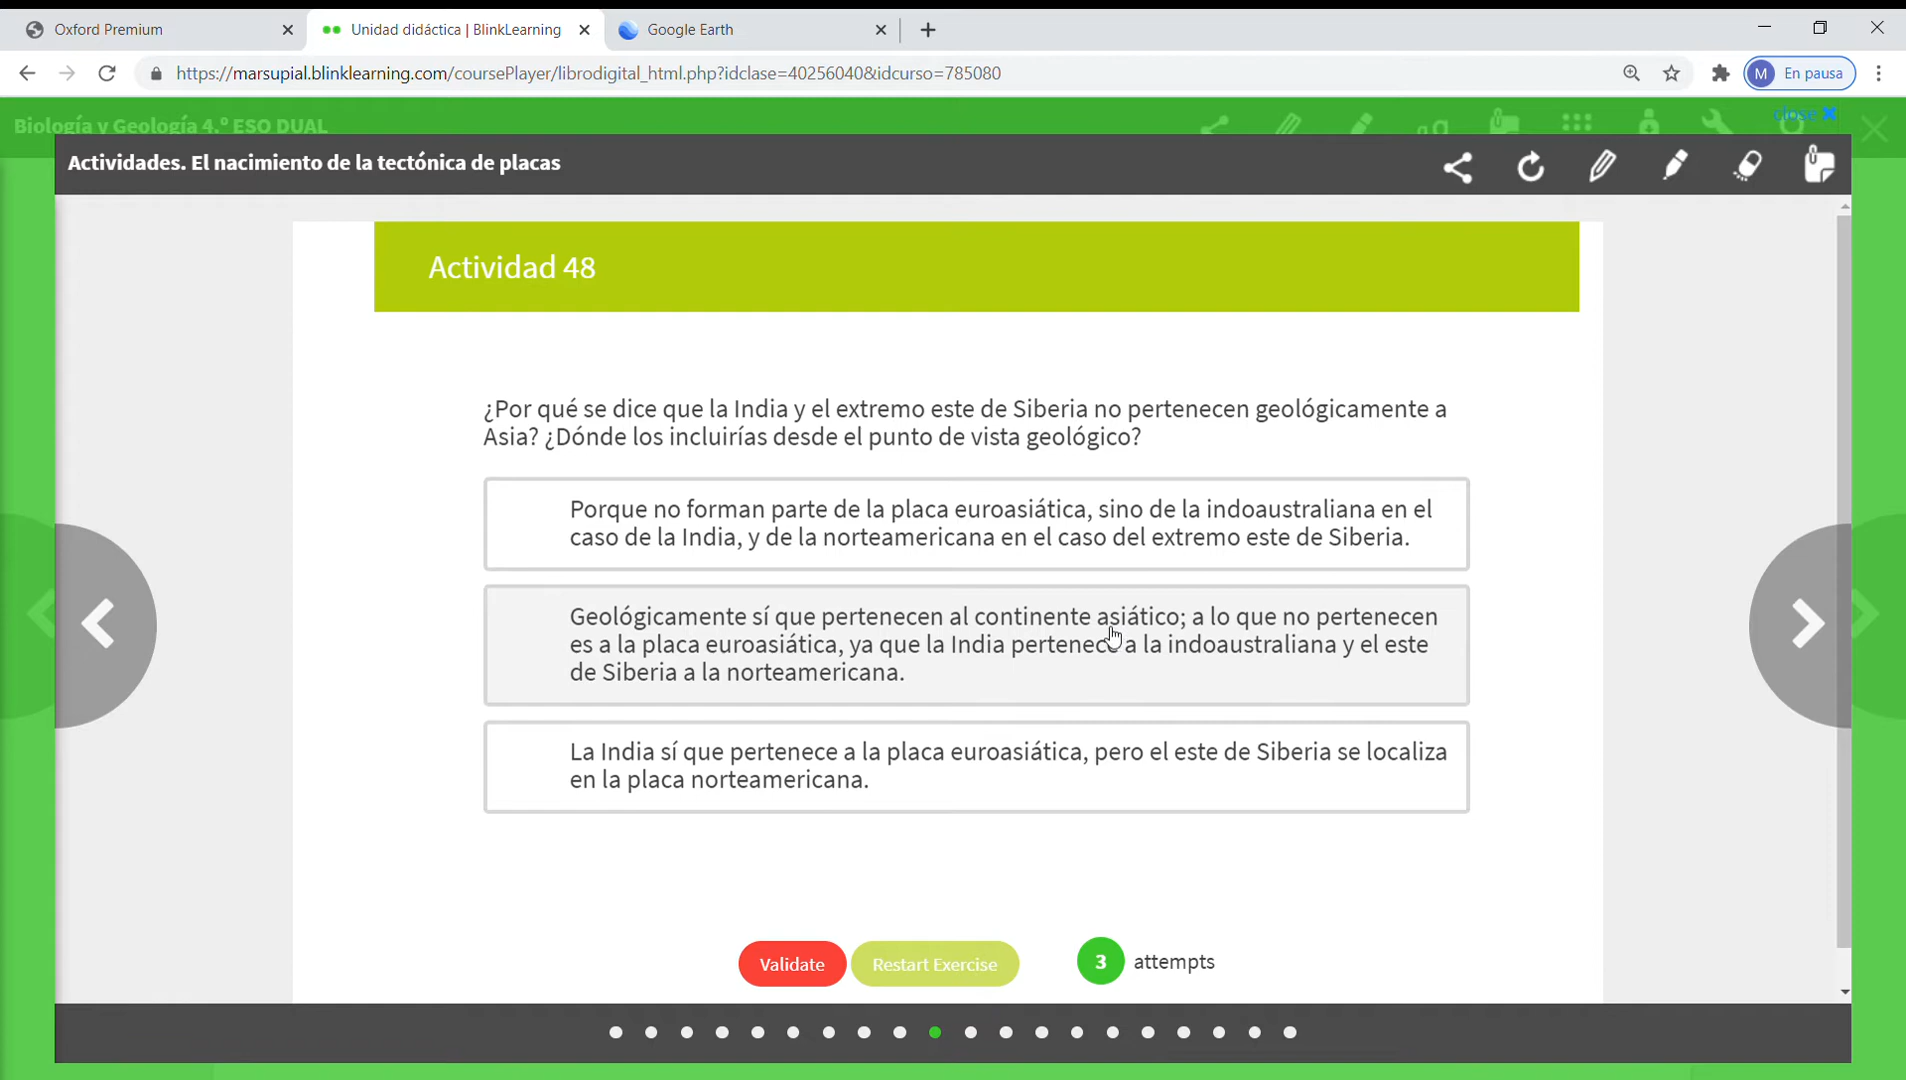 Oxford Premium
Unidad didáctica | BlinkLearning
Google Earth
https://marsupial.blinklearning.com/coursePlayer/librodigital_html.php?idclase=40256040&idcurso=785080
M En pausa
Biología y Geología 4.º ESO DUAL
close
Actividades. El nacimiento de la tectónica de placas
Actividad 48
¿Por qué se dice que la India y el extremo este de Siberia no pertenecen geológicamente a
Asia? ¿Dónde los incluirías desde el punto de vista geológico?
Porque no forman parte de la placa euroasiática, sino de la indoaustraliana en el
caso de la India, y de la norteamericana en el caso del extremo este de Siberia.
Geológicamente sí que pertenecen al continente asiático; a lo que no pertenecen
es a la placa euroasiática, ya que la India pertenece a la indoaustraliana y el este
de Siberia a la norteamericana.
La India sí que pertenece a la placa euroasiática, pero el este de Siberia se localiza
en la placa norteamericana.
Validate
Restart Exercise
3 attempts